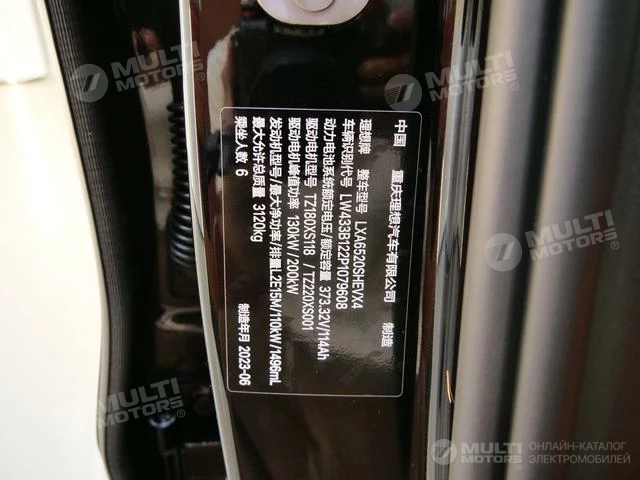 中国 重庆理想汽车有限公司 制造
理想牌 整车型号 LXA6520SHEVX4
车辆识别代号 LW433B122P1079608
动力电池系统额定电压/额定容量 373.32V/114Ah
驱动电机型号 TZ180XS118 / TZ220XS001
驱动电机峰值功率 130kW/200kW
发动机型号/最大净功率/排量 L2E15M/110kW/1496mL
最大允许总质量 3120kg
乘坐人数 6 制造年月 2023-06
MULTI MOTORS
MULTI MOTORS
MULTI MOTORS
MULTI MOTORS
MULTI MOTORS
ОНЛАЙН-КАТАЛОГ
ЭЛЕКТРОМОБИЛЕЙ